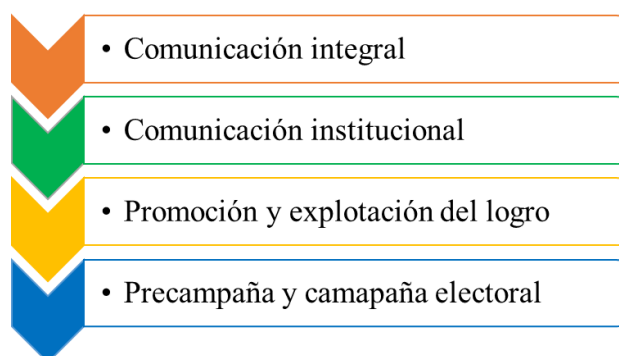 • Comunicación integral
• Comunicación institucional
• Promoción y explotación del logro
• Precampaña y camapaña electoral